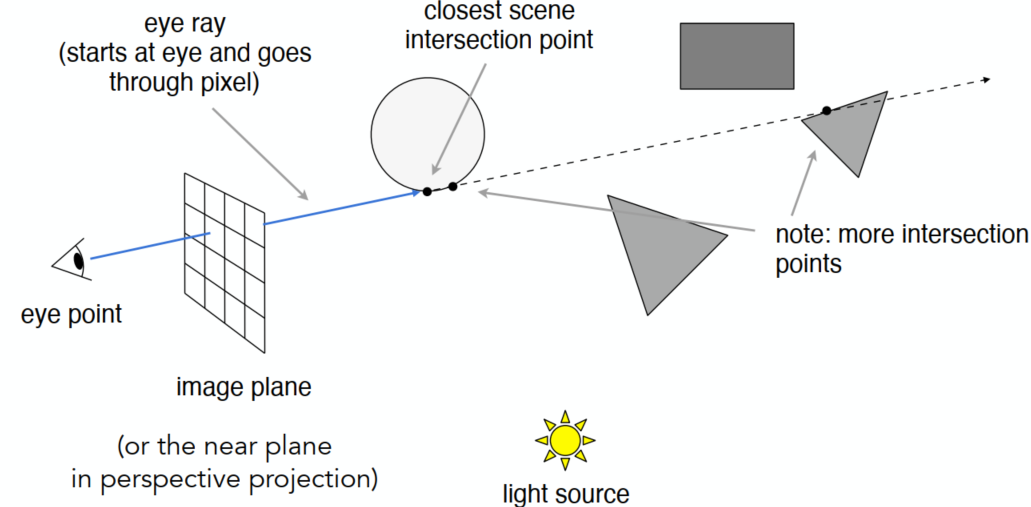 eye ray
(starts at eye and goes
through pixel)
closest scene
intersection point
note: more intersection
points
eye point
image plane
(or the near plane
in perspective projection)
light source